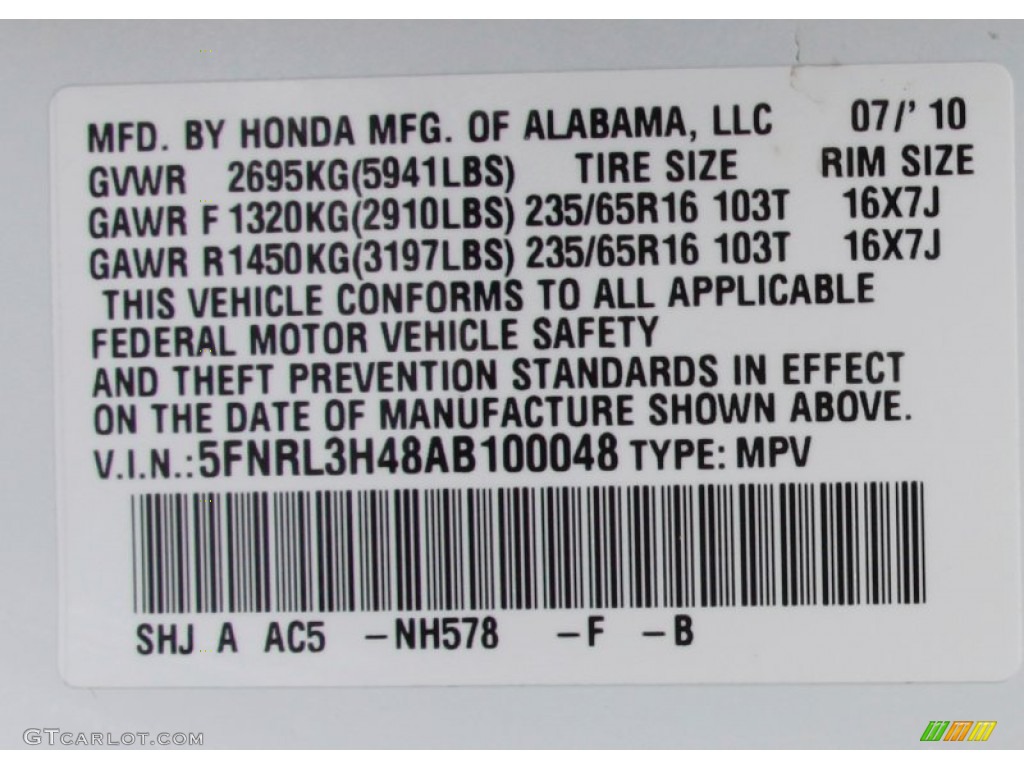 MFD. BY HONDA MFG. OF ALABAMA, LLC 07/' 10
GVWR 2695KG(5941LBS) TIRE SIZE RIM SIZE
GAWR F 1320KG(2910LBS) 235/65R16 103T 16X7J
GAWR R1450KG(3197LBS) 235/65R16 103T 16X7J
THIS VEHICLE CONFORMS TO ALL APPLICABLE
FEDERAL MOTOR VEHICLE SAFETY
AND THEFT PREVENTION STANDARDS IN EFFECT
ON THE DATE OF MANUFACTURE SHOWN ABOVE.
V.I.N.: 5FNRL3H48AB100048 TYPE: MPV
SHJ A AC5 –NH578 –F –B
GTCARLOT.COM